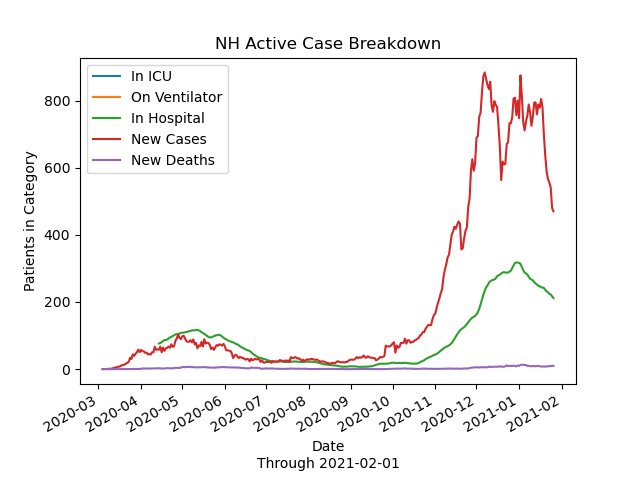 NH Active Case Breakdown
In ICU
On Ventilator
In Hospital
New Cases
New Deaths
Patients in Category
800
600
400
200
0
2020-03
2020-04
2020-05
2020-06
2020-07
2020-08
2020-09
2020-10
2020-11
2020-12
2021-01
2021-02
Date
Through 2021-02-01